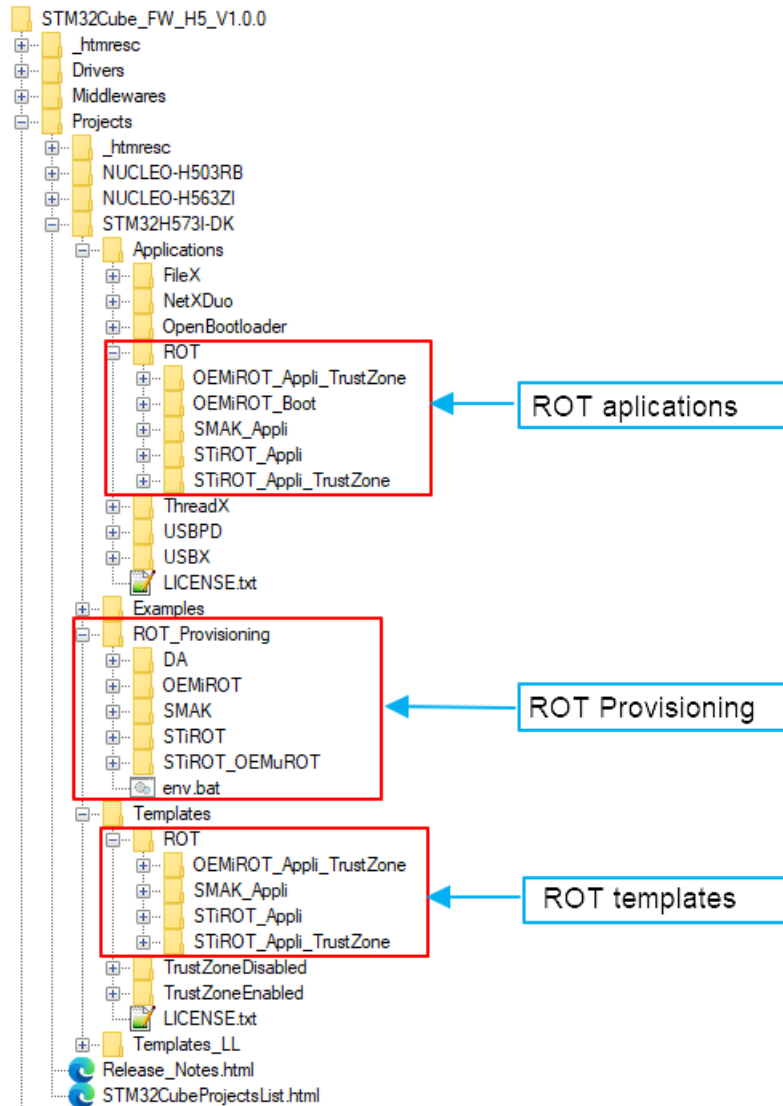 STM32Cube_FW_H5_V1.0.0
_htmresc
Drivers
Middlewares
Projects
_htmresc
NUCLEO-H503RB
NUCLEO-H563ZI
STM32H573I-DK
Applications
FileX
NetXDuo
OpenBootloader
ROT
OEMiROT_Appli_TrustZone
OEMiROT_Boot
ROT aplications
SMAK_Appli
STiROT_Appli
STiROT_Appli_TrustZone
ThreadX
USBPD
USBX
LICENSE.txt
Examples
ROT_Provisioning
DA
OEMiROT
SMAK
ROT Provisioning
STiROT
STiROT_OEMuROT
env.bat
Templates
ROT
OEMiROT_Appli_TrustZone
SMAK_Appli
ROT templates
STiROT_Appli
STiROT_Appli_TrustZone
TrustZoneDisabled
TrustZoneEnabled
LICENSE.txt
Templates_LL
Release_Notes.html
STM32CubeProjectsList.html